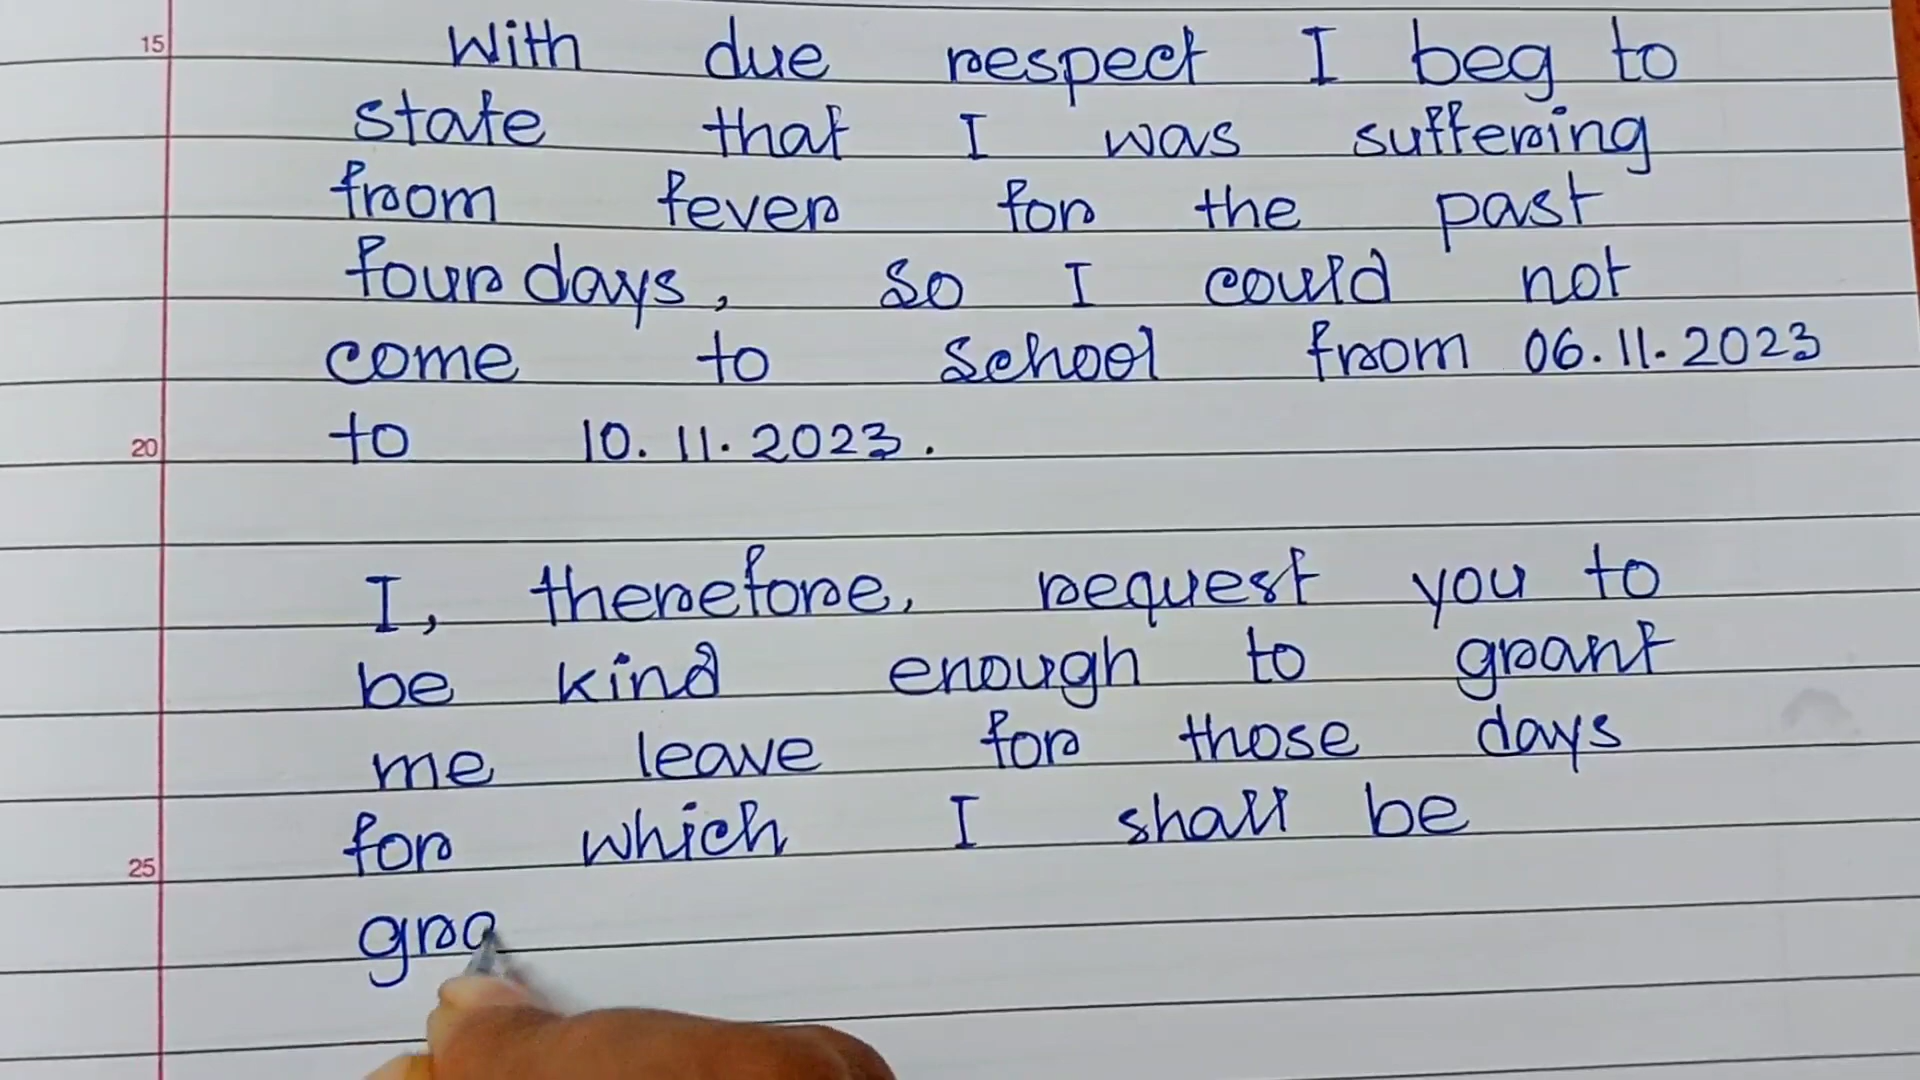 15
With due respect I beg to
state that I was suffering
from fever for the past
four days, so I could not
come to school from 06.11.2023
20
to 10.11.2023.
I, therefore, request you to
be kind enough to grant
me leave for those days
for which I shall be
25
gra